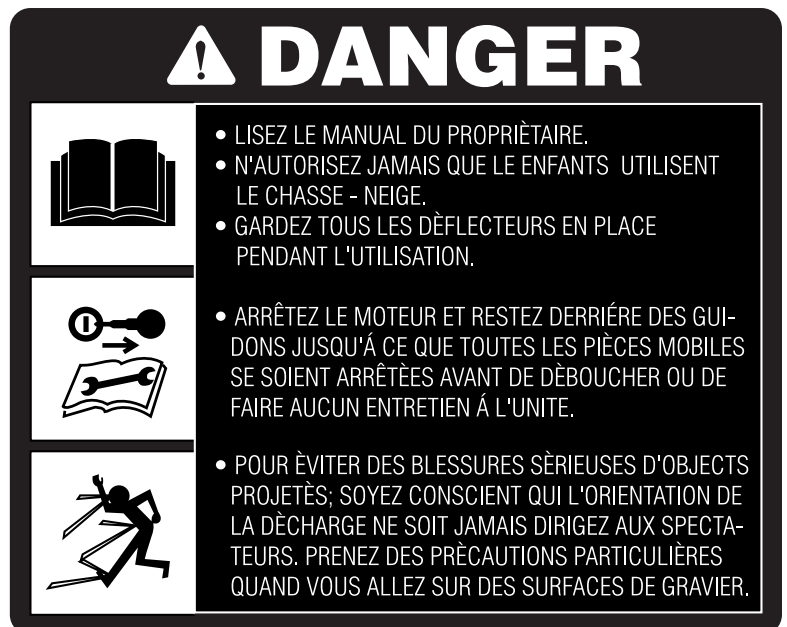 DANGER
• LISEZ LE MANUAL DU PROPRIÈTAIRE.
• N'AUTORISEZ JAMAIS QUE LE ENFANTS UTILISENT
LE CHASSE - NEIGE.
• GARDEZ TOUS LES DÈFLECTEURS EN PLACE
PENDANT L'UTILISATION.
• ARRÊTEZ LE MOTEUR ET RESTEZ DERRIÉRE DES GUI-
DONS JUSQU'Á CE QUE TOUTES LES PIÈCES MOBILES
SE SOIENT ARRÊTÈES AVANT DE DÈBOUCHER OU DE
FAIRE AUCUN ENTRETIEN Á L'UNITE.
• POUR ÈVITER DES BLESSURES SÈRIEUSES D'OBJECTS
PROJETÈS; SOYEZ CONSCIENT QUI L'ORIENTATION DE
LA DÈCHARGE NE SOIT JAMAIS DIRIGEZ AUX SPECTA-
TEURS. PRENEZ DES PRÈCAUTIONS PARTICULIÈRES
QUAND VOUS ALLEZ SUR DES SURFACES DE GRAVIER.